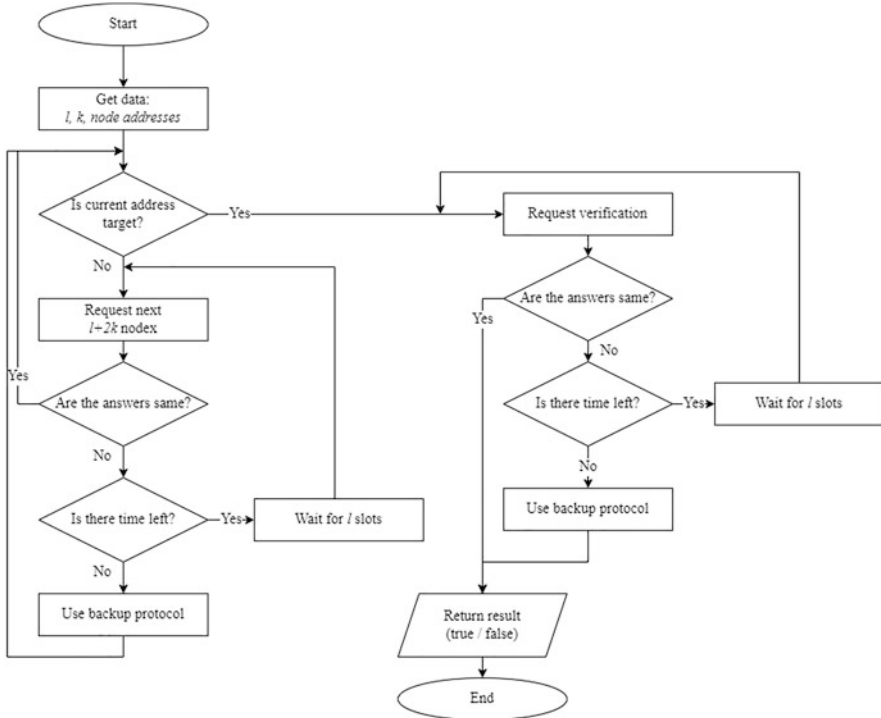 Start
Get data:
l, k, node addresses
Is current address
target?
Yes
No
Request next
l+2k nodex
Yes
Are the answers same?
No
Is there time left?
Yes
Wait for l slots
No
Use backup protocol
Request verification
Are the answers same?
Yes
No
Is there time left?
Yes
Wait for l slots
No
Use backup protocol
Return result
(true / false)
End